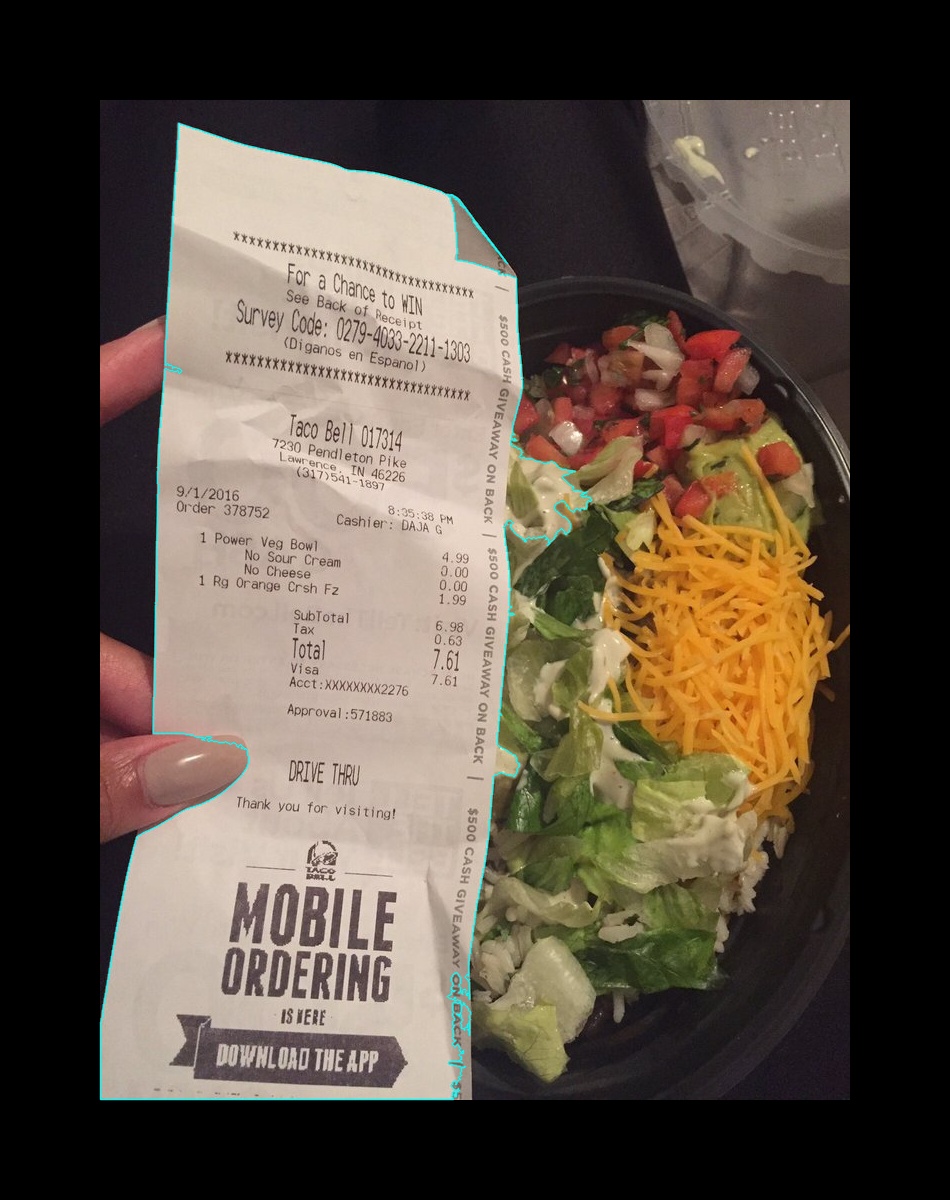 xxxxxxxxxxxxxxxxxxxxxxxxxxxxxx
For a Chance to WIN
See Back of Receipt
Survey Code: 0279-4033-2211-1303
(Diganos en Espanol)
xxxxxxxxxxxxxxxxxxxxxxxxxxxxxx
Taco Bell 017314
7230 Pendleton Pike
Lawrence, IN 46226
(317)541-1897
9/1/2016 8:35:38 PM
Order 378752 Cashier: DAJA G
1 Power Veg Bowl 4.99
No Sour Cream 0.00
No Cheese 0.00
1 Rg Orange Crsh Fz 1.99
SubTotal 6.98
Tax 0.63
Total 7.61
Visa 7.61
Acct:XXXXXXXX2276
Approval:571883
DRIVE THRU
Thank you for visiting!
TACO
BELL
MOBILE
ORDERING
IS HERE
DOWNLOAD THE APP
CK | $500 CASH GIVEAWAY ON BACK | $500 CASH GIVEAWAY ON BACK | $500 CASH GIVEAWAY ON BACK | $5